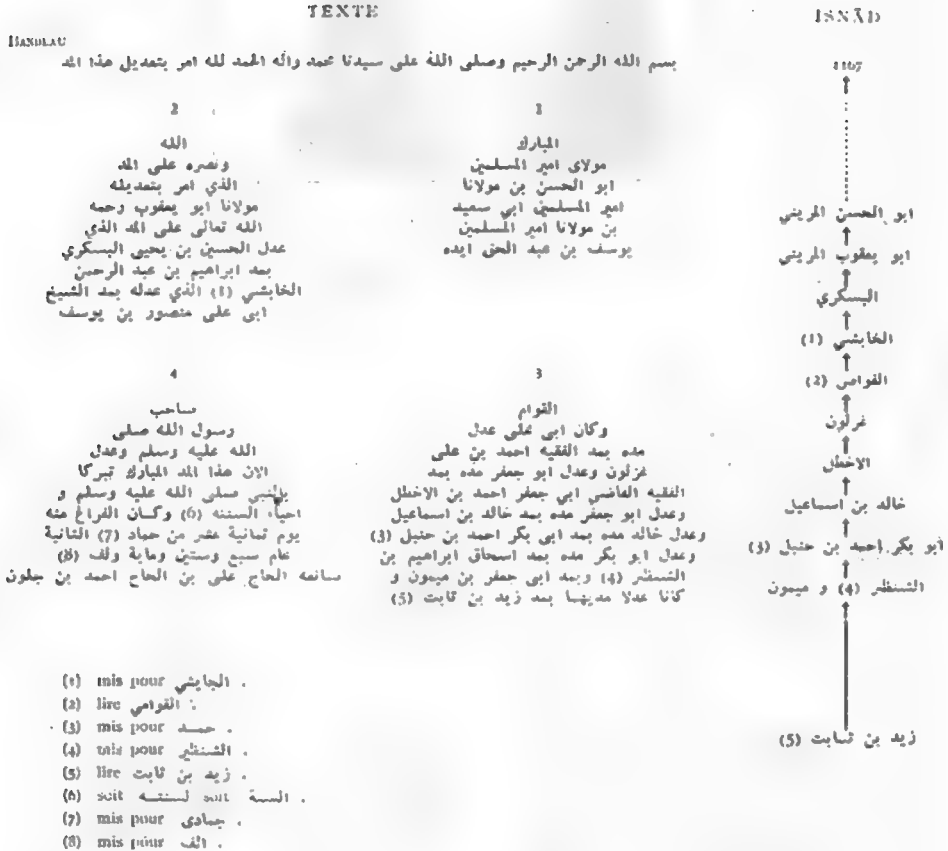 TEXTE
BANDEAU
بسم الله الرحمن الرحيم وصلى الله على سيدنا محمد واله الحمد لله امر بتعديل هذا المد
1
المبارك
مولاى امير المسلمين
ابو الحسن بن مولانا
امير المسلمين ابي سعيد
بن مولانا امير المسلمين
يوسف بن عبد الحق ايده
2
الله
ونصره على المد
الذي امر بتعديله
مولانا ابو يعقوب رحمه
الله تعالى على المد الذي
عدل الحسين بن يحيى البسكري
بمد ابراهيم بن عبد الرحمن
الخابشي (1) الذي عدله بمد الشيخ
ابى على منصور بن يوسف
3
القوام
وكان ابى على عدل
مده بمد الفقيه احمد بن على
غزلون وعدل ابو جعفر مده بمد
الفقيه القاضي ابي جعفر احمد بن الاخطل
وعدل ابو جعفر مده بمد خالد بن اسماعيل
وعدل خالد مده بمد ابى بكر احمد بن حنبل (3)
وعدل ابو بكر مده بمد اسحاق ابراهيم بن
الشنظر (4) وبمد ابى جعفر بن ميمون و
كانا عدلا مديهما بمد زيد بن تابت (5)
4
ساحب
رسول الله صلى
الله عليه وسلم وعدل
الان هذا المد المبارك تبركا
بالنبي صلى الله عليه وسلم و
احياء السنته (6) وكان الفراغ منه
يوم ثمانية عشر من حماد (7) الثانية
عام سبع وستين وماية ولف (8)
سانعه الحاج على بن الحاج احمد بن جلون
(1) mis pour الجايشي .
(2) lire القوامي .
(3) mis pour حمد .
(4) mis pour الشنظير .
(5) lire زيد بن ثابت .
(6) soit لسنته soit السنة .
(7) mis pour جمادى .
(8) mis pour الف .
ISNĀD
1167
ابو الحسن المريني
ابو يعقوب المريني
البسكري
الخابشي (1)
القواص (2)
غزلون
الاخطل
خالد بن اسماعيل
ابو بكر احمد بن حنبل (3)
الشنظر (4) و ميمون
زيد بن تابت (5)